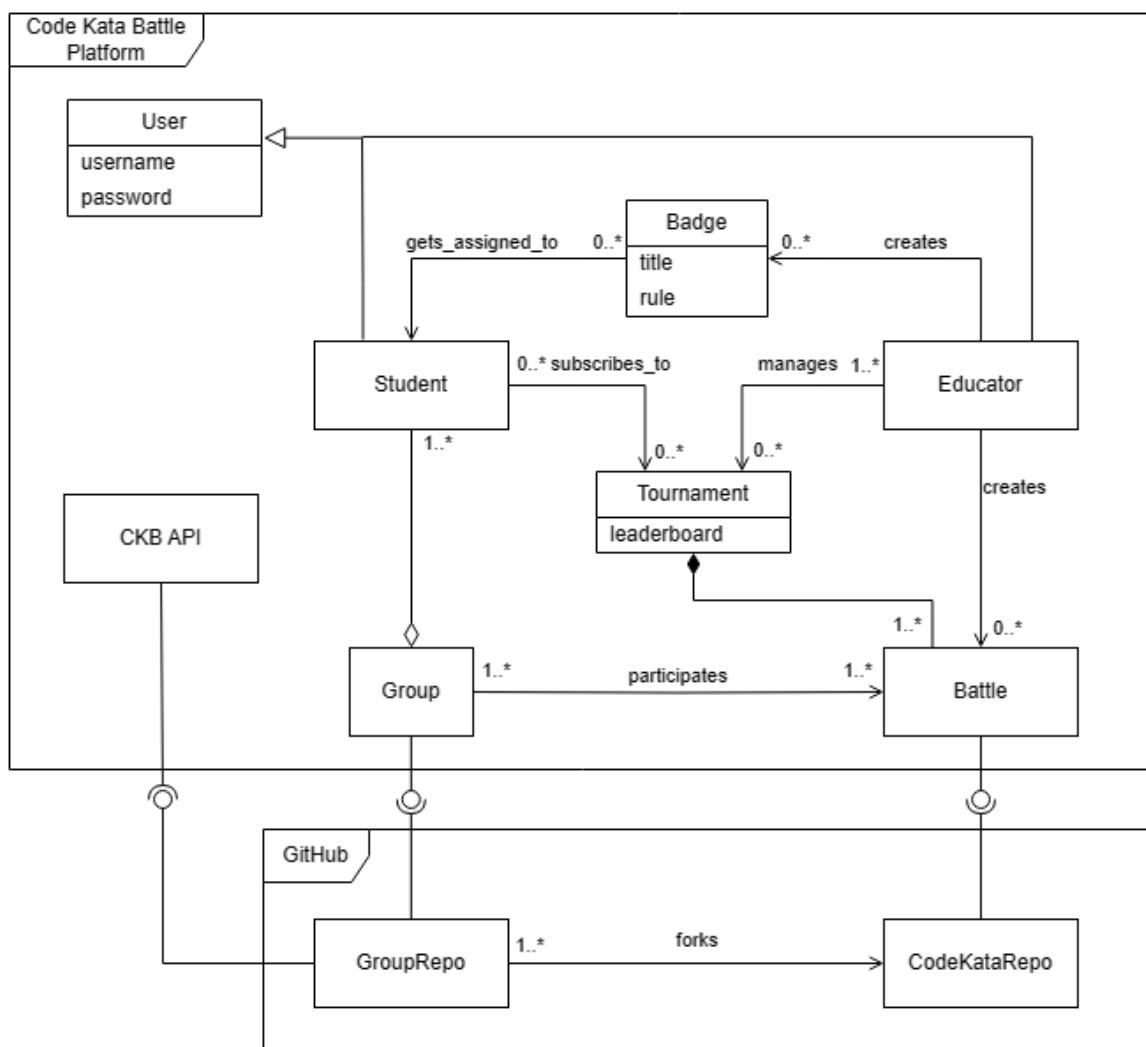 Code Kata Battle
Platform
User
username
password
Badge
title
rule
gets_assigned_to
0..*
0..*
creates
Student
0..* subscribes_to
manages
1..*
Educator
1..*
0..*
0..*
Tournament
leaderboard
creates
CKB API
1..*
0..*
Group
1..*
participates
1..*
Battle
GitHub
GroupRepo
1..*
forks
CodeKataRepo